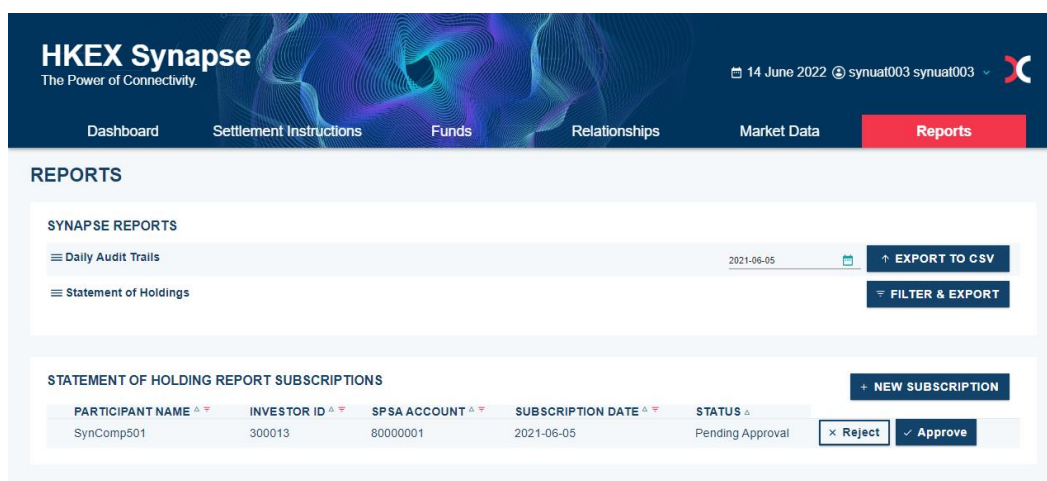 HKEX Synapse
The Power of Connectivity.
14 June 2022 synuat003 synuat003
Dashboard Settlement Instructions Funds Relationships Market Data Reports
REPORTS
SYNAPSE REPORTS
Daily Audit Trails 2021-06-05 ↑ EXPORT TO CSV
Statement of Holdings FILTER & EXPORT
STATEMENT OF HOLDING REPORT SUBSCRIPTIONS
+ NEW SUBSCRIPTION
PARTICIPANT NAME INVESTOR ID SPSA ACCOUNT SUBSCRIPTION DATE STATUS
SynComp501 300013 80000001 2021-06-05 Pending Approval × Reject ✓ Approve